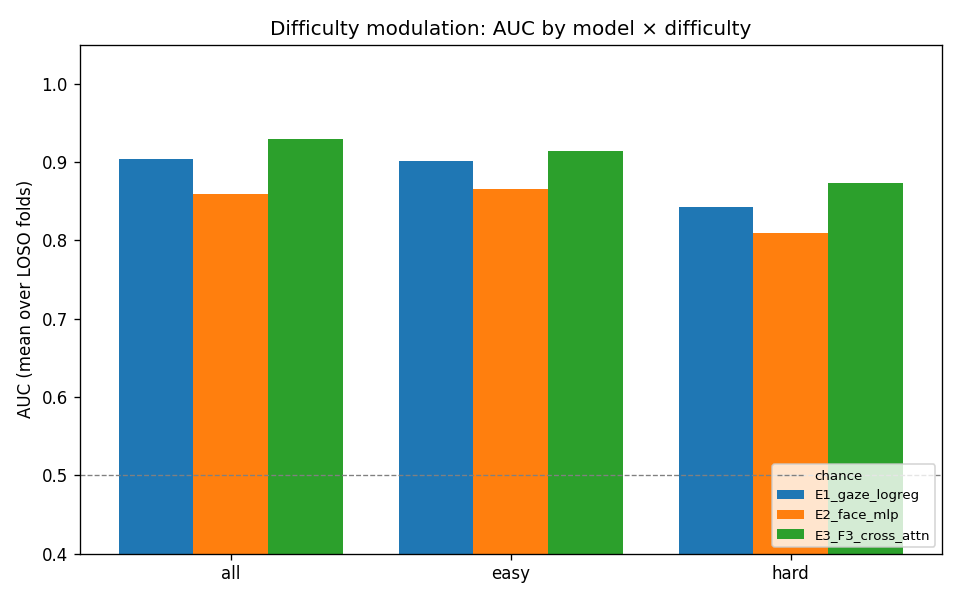 Difficulty modulation: AUC by model × difficulty
AUC (mean over LOSO folds)
1.0
0.9
0.8
0.7
0.6
0.5
0.4
all
easy
hard
chance
E1_gaze_logreg
E2_face_mlp
E3_F3_cross_attn